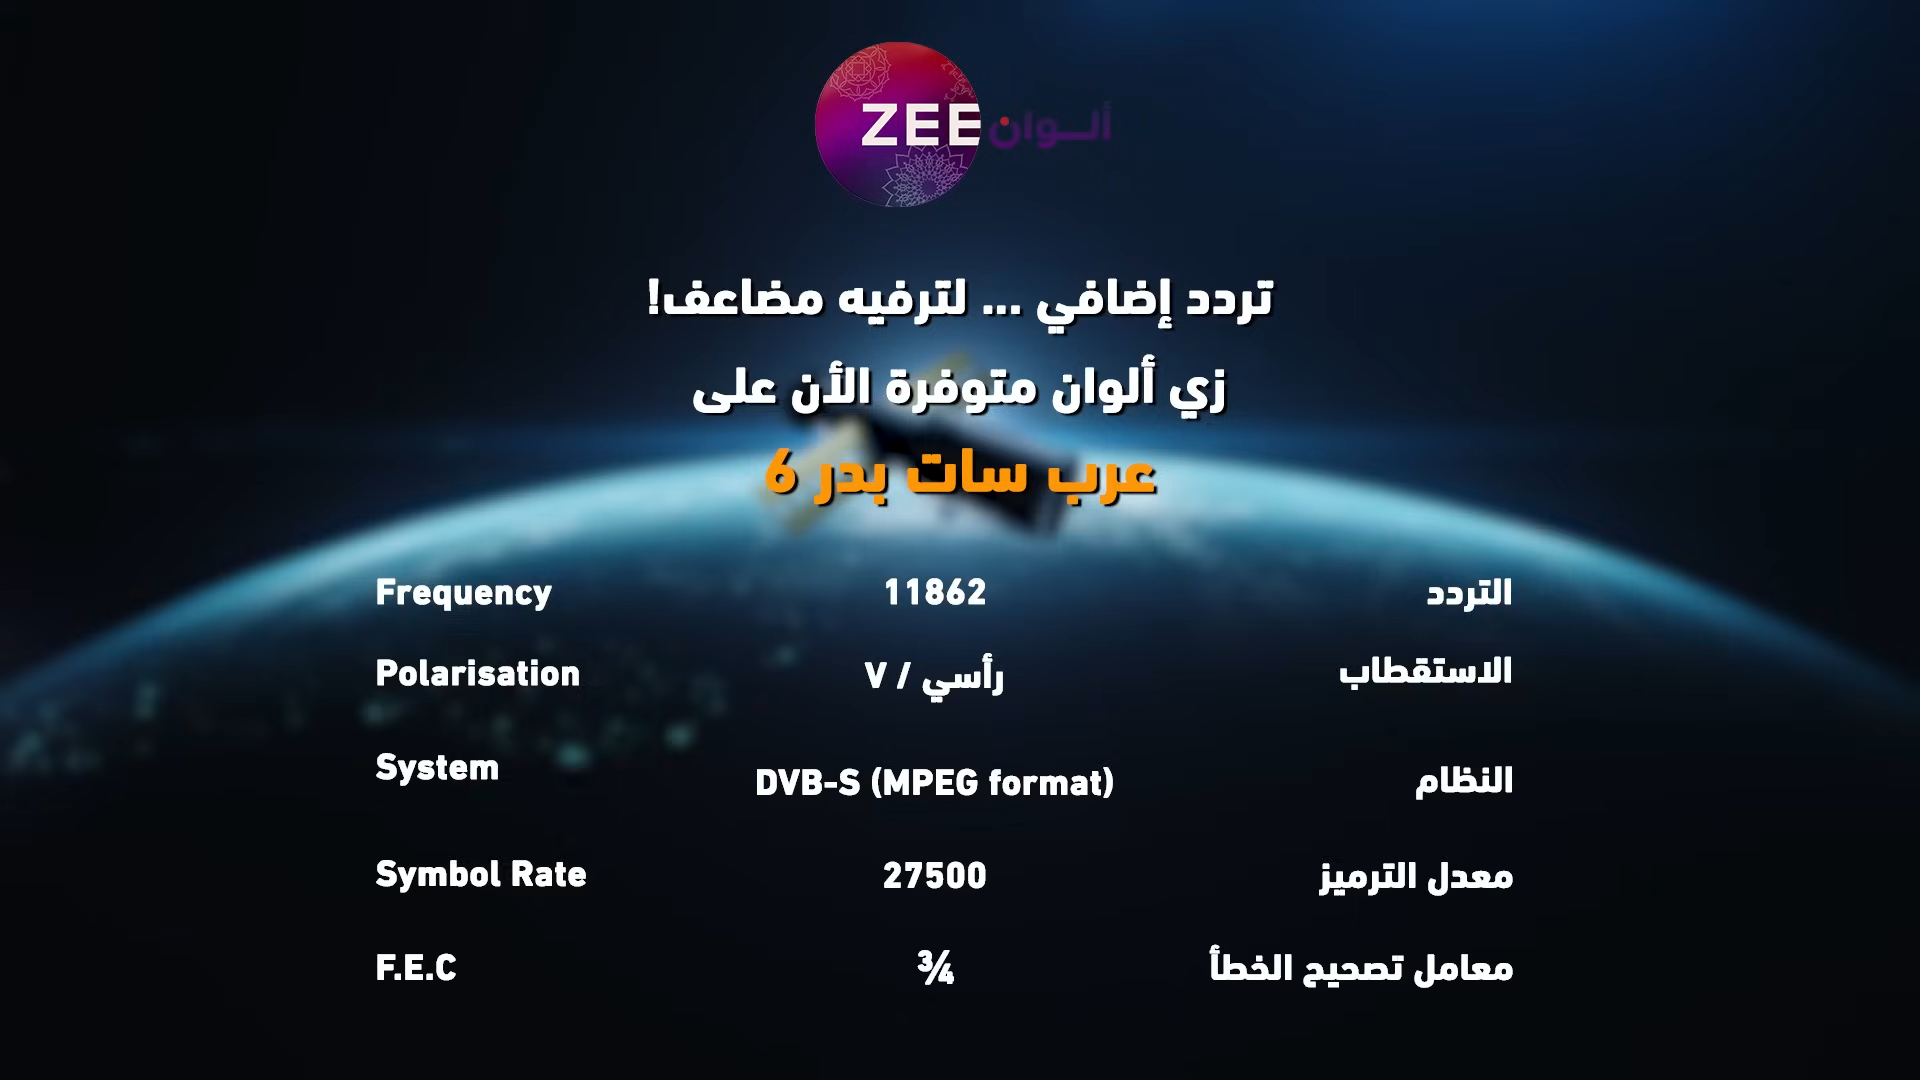 ZEE ألوان
تردد إضافي ... لترفيه مضاعف!
زي ألوان متوفرة الأن على
عرب سات بدر 6
Frequency 11862 التردد
Polarisation رأسي / V الاستقطاب
System DVB-S (MPEG format) النظام
Symbol Rate 27500 معدل الترميز
F.E.C ¾ معامل تصحيح الخطأ